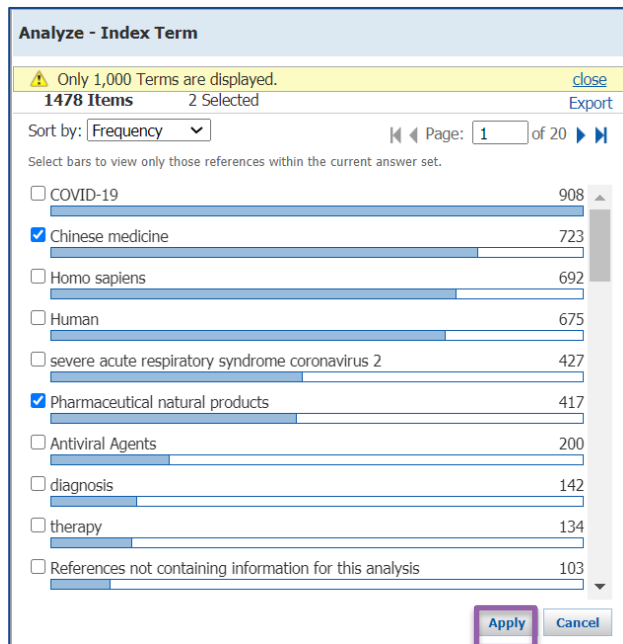 Analyze - Index Term
Only 1,000 Terms are displayed. close
1478 Items 2 Selected Export
Sort by: Frequency Page: 1 of 20
Select bars to view only those references within the current answer set.
COVID-19 908
Chinese medicine 723
Homo sapiens 692
Human 675
severe acute respiratory syndrome coronavirus 2 427
Pharmaceutical natural products 417
Antiviral Agents 200
diagnosis 142
therapy 134
References not containing information for this analysis 103
Apply Cancel